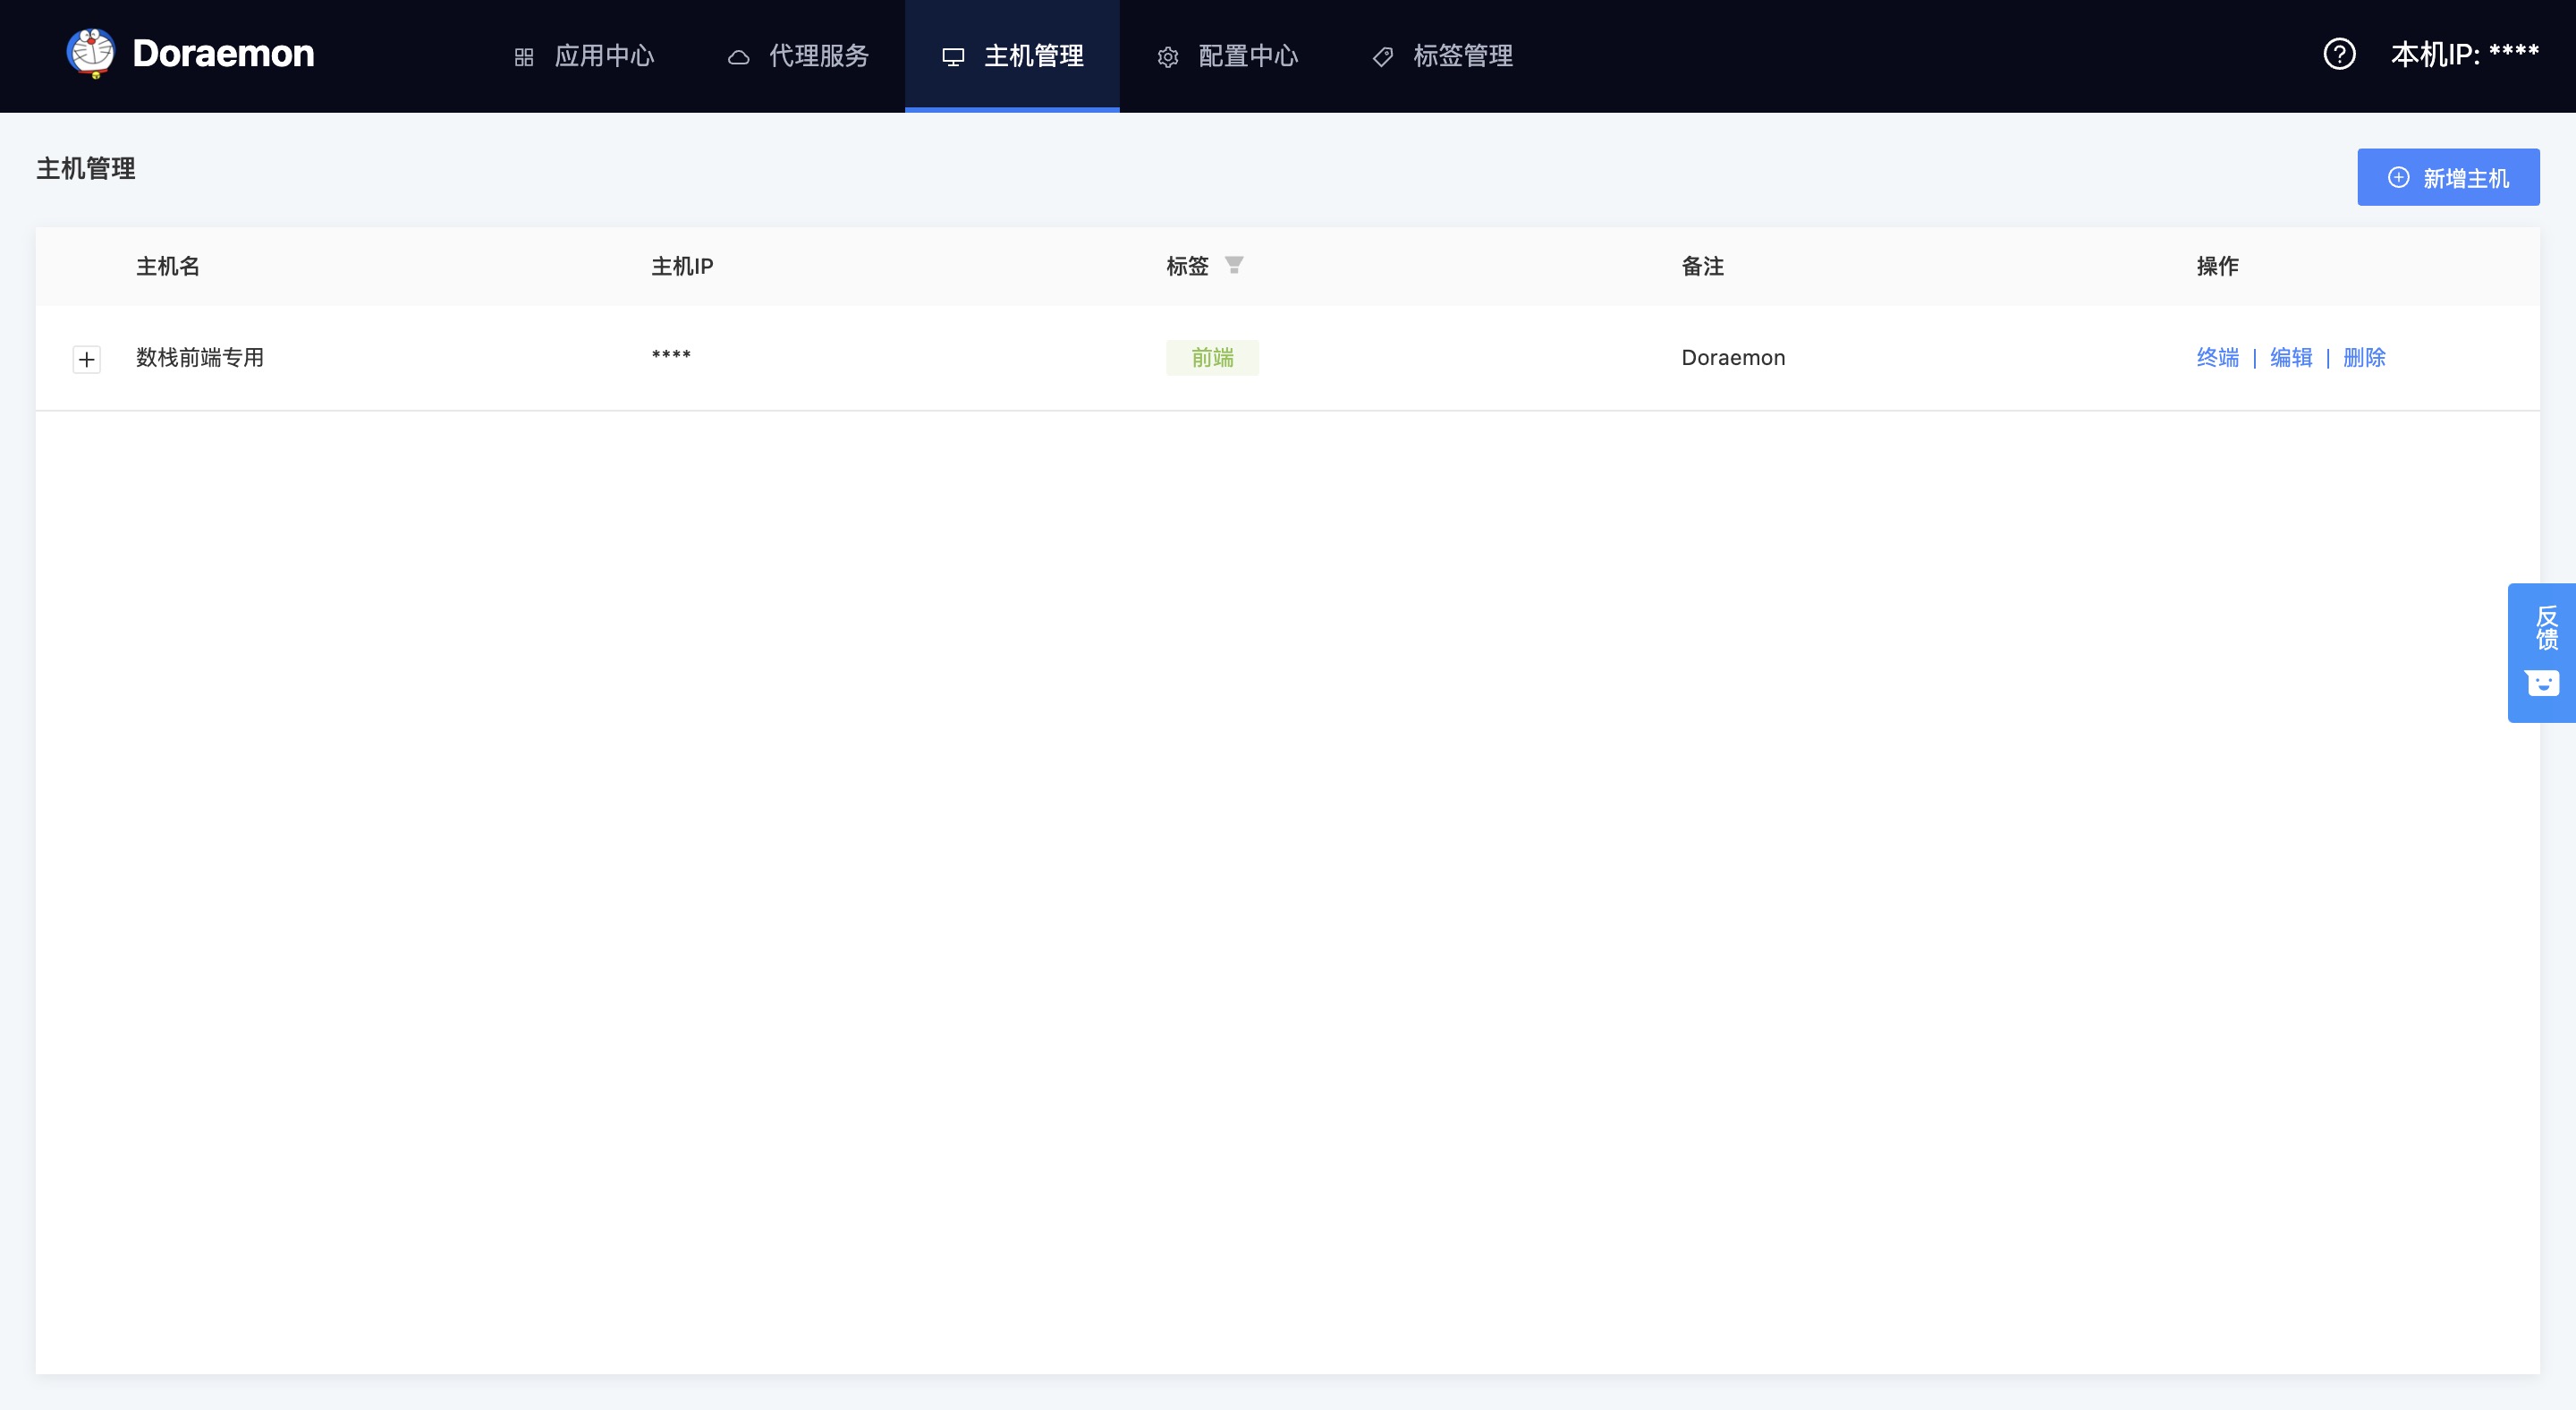 Doraemon 应用中心 代理服务 主机管理 配置中心 标签管理 本机IP: ****
主机管理
新增主机
主机名 主机IP 标签 备注 操作
数栈前端专用 **** 前端 Doraemon 终端 | 编辑 | 删除
反馈